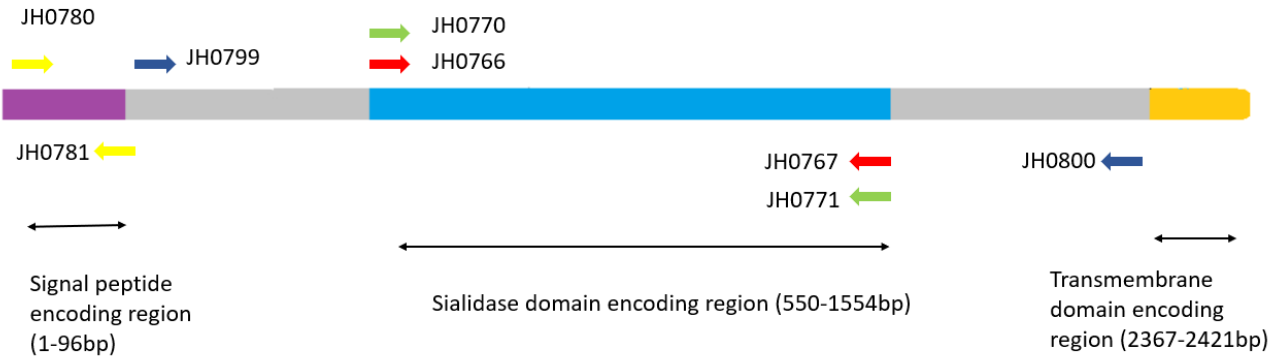 JH0780
JH0799
JH0770
JH0766
JH0781
JH0767
JH0771
JH0800
Signal peptide
encoding region
(1-96bp)
Sialidase domain encoding region (550-1554bp)
Transmembrane
domain encoding
region (2367-2421bp)